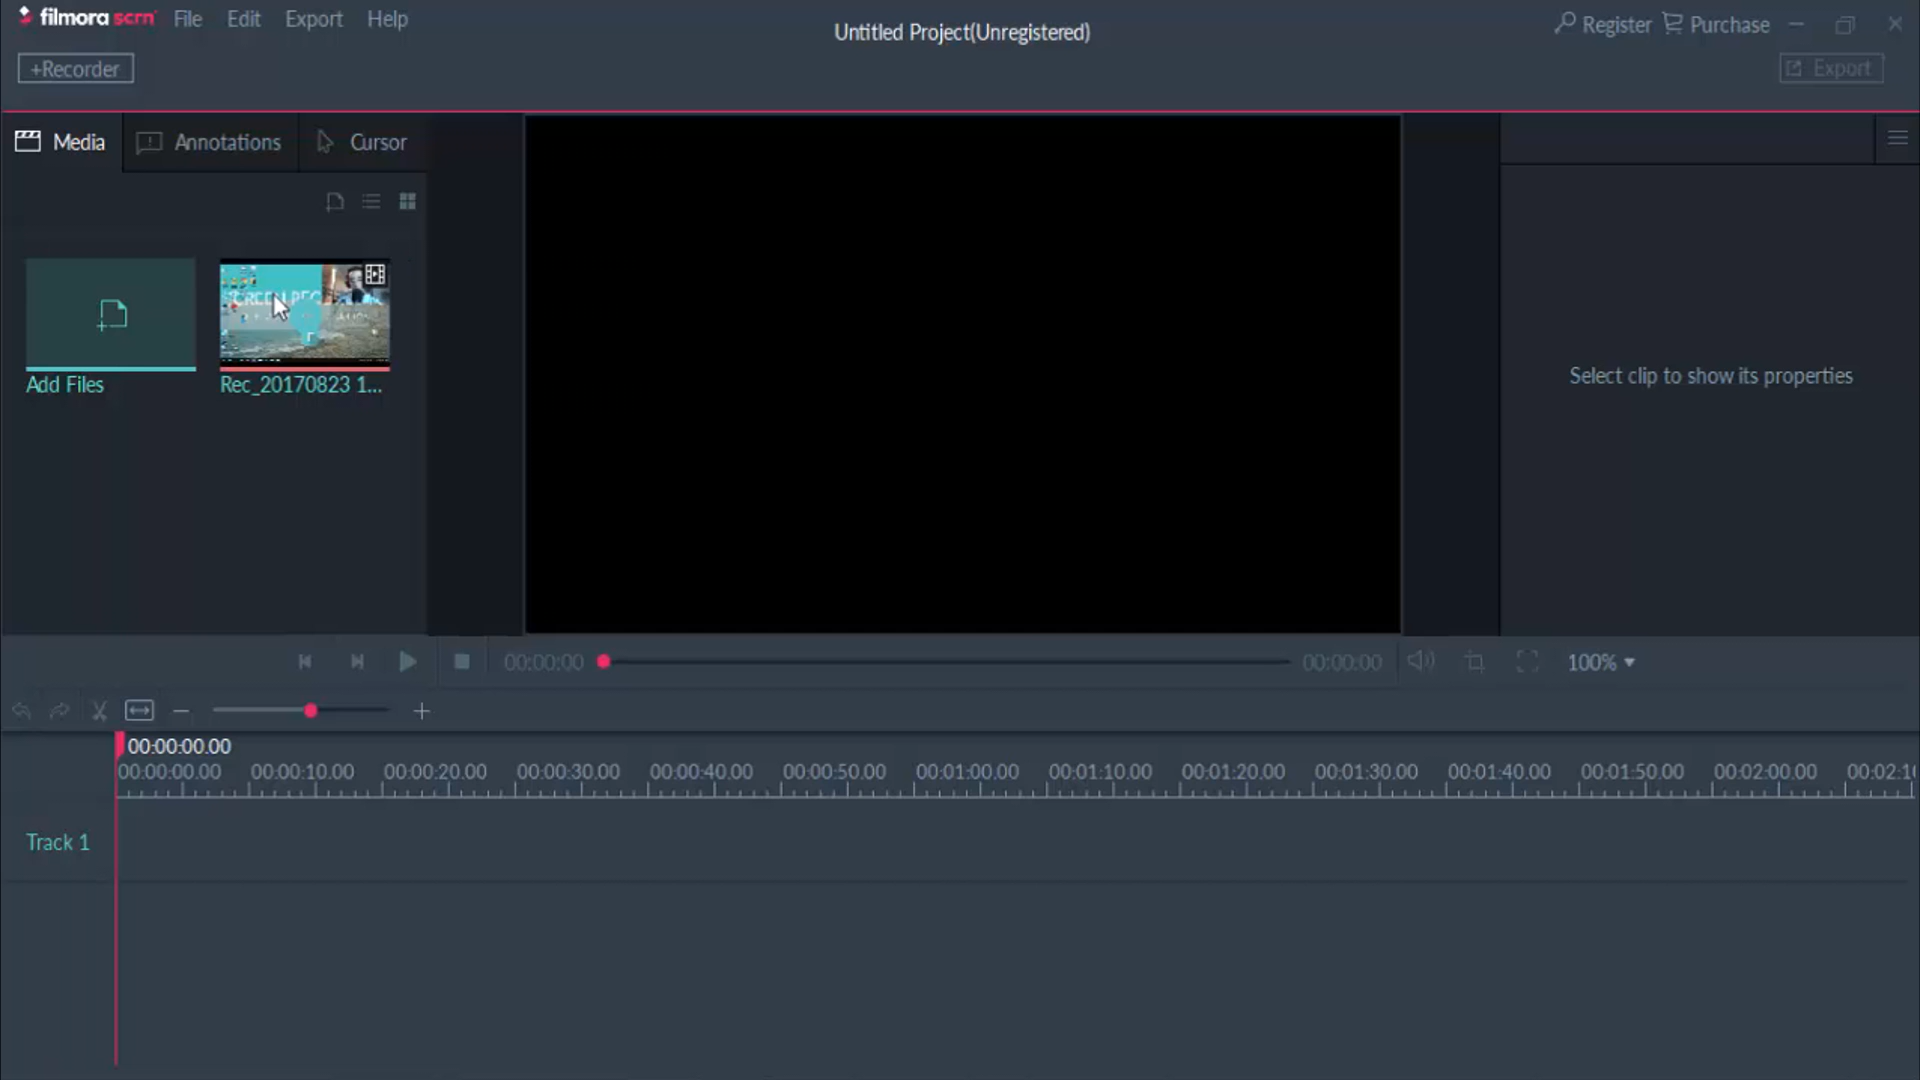 filmora scrn File Edit Export Help
Untitled Project(Unregistered)
Register Purchase
+Recorder
Export
Media Annotations Cursor
Add Files
Rec_20170823 1...
Select clip to show its properties
00:00:00 00:00:00 100%
00:00:00.00
00:00:00.00 00:00:10.00 00:00:20.00 00:00:30.00 00:00:40.00 00:00:50.00 00:01:00.00 00:01:10.00 00:01:20.00 00:01:30.00 00:01:40.00 00:01:50.00 00:02:00.00 00:02:1
Track 1